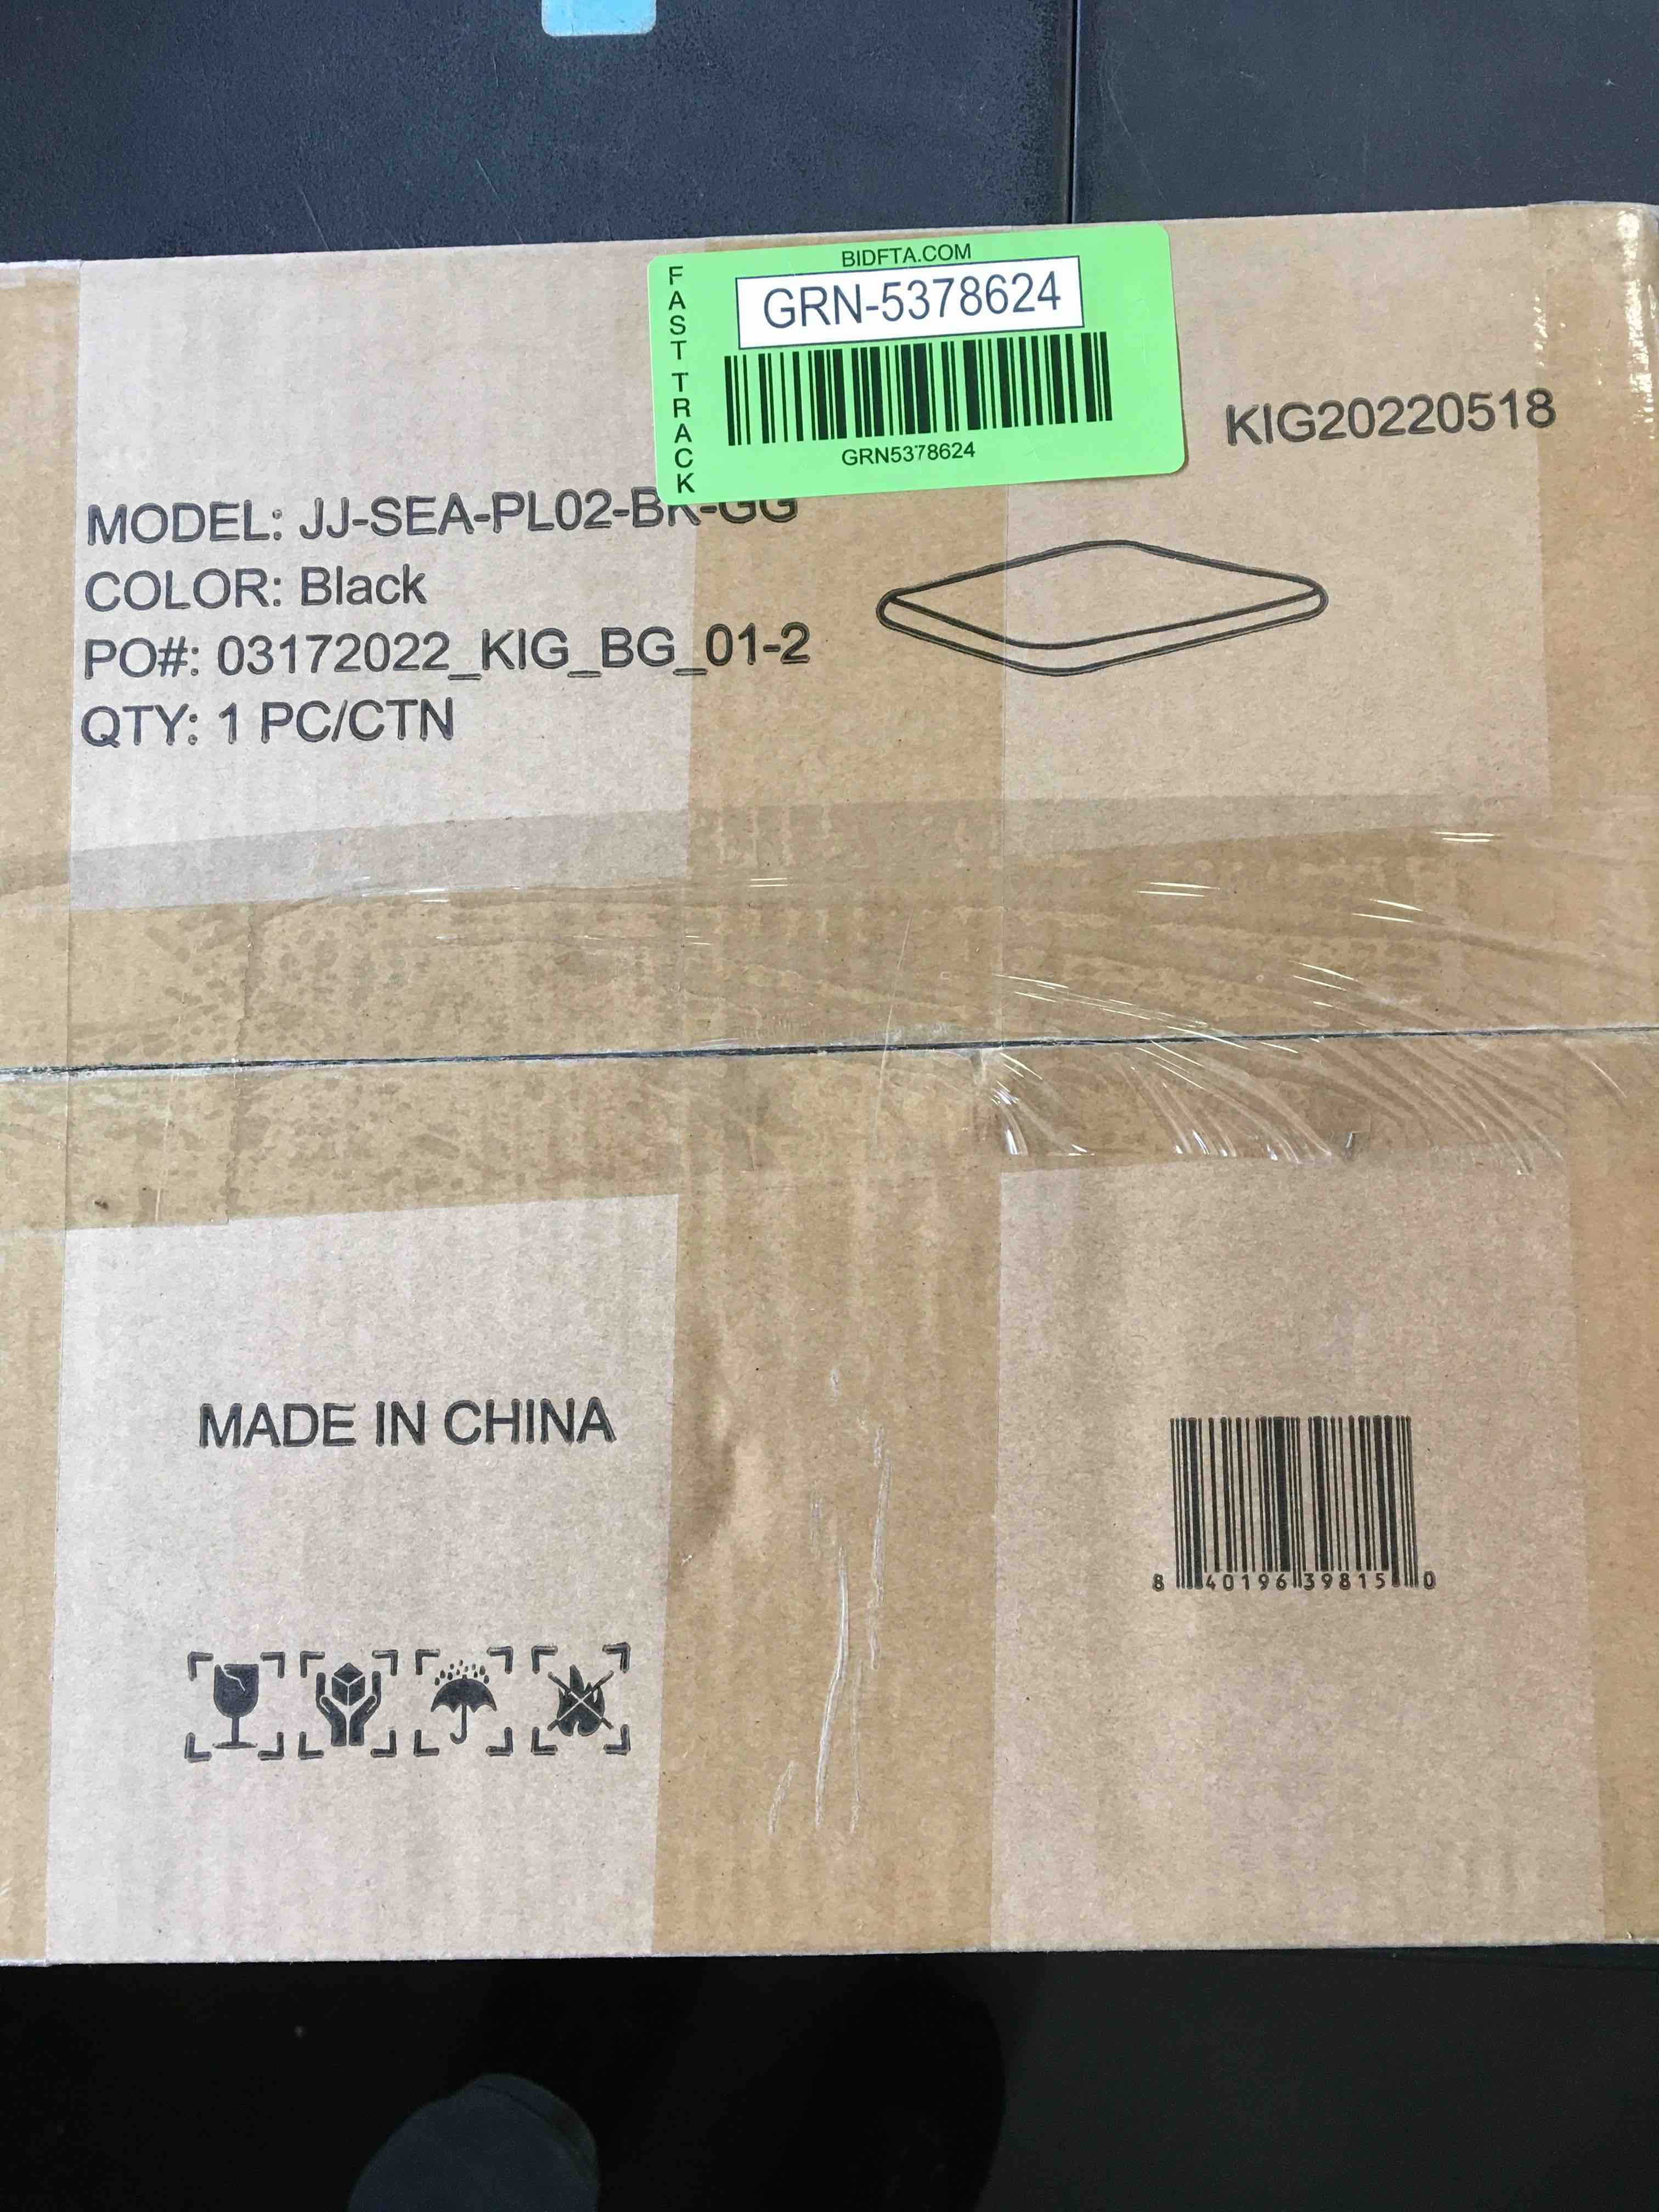 BIDFTA.COM
FAST TRACK
GRN-5378624
GRN5378624
KIG20220518
MODEL: JJ-SEA-PL02-BK-GG
COLOR: Black
PO#: 03172022_KIG_BG_01-2
QTY: 1 PC/CTN
MADE IN CHINA
8 40196 39815 0